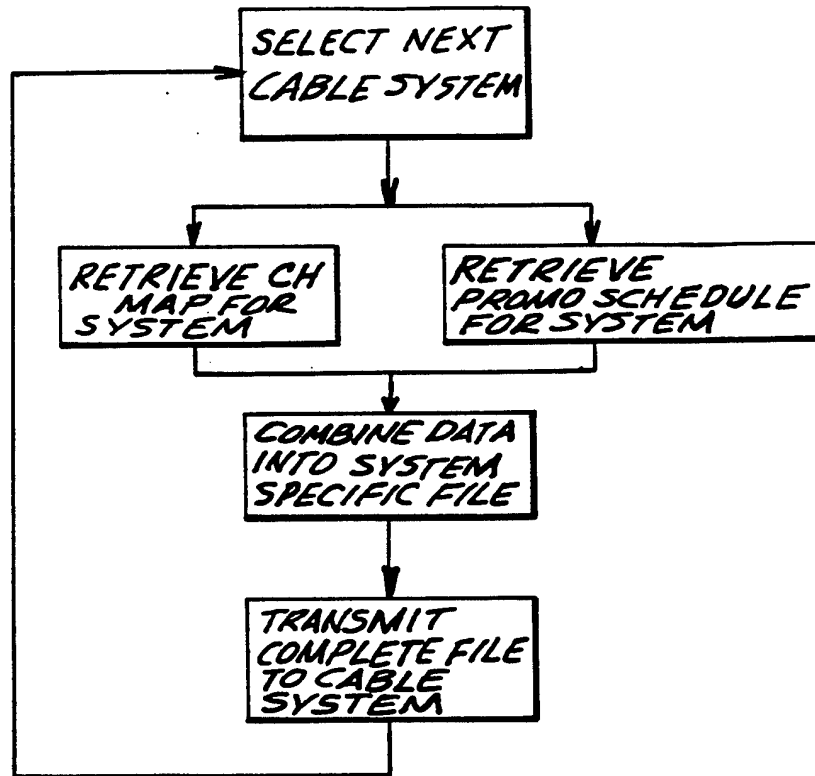 SELECT NEXT
CABLE SYSTEM
RETRIEVE CH
MAP FOR
SYSTEM
RETRIEVE
PROMO SCHEDULE
FOR SYSTEM
COMBINE DATA
INTO SYSTEM
SPECIFIC FILE
TRANSMIT
COMPLETE FILE
TO CABLE
SYSTEM